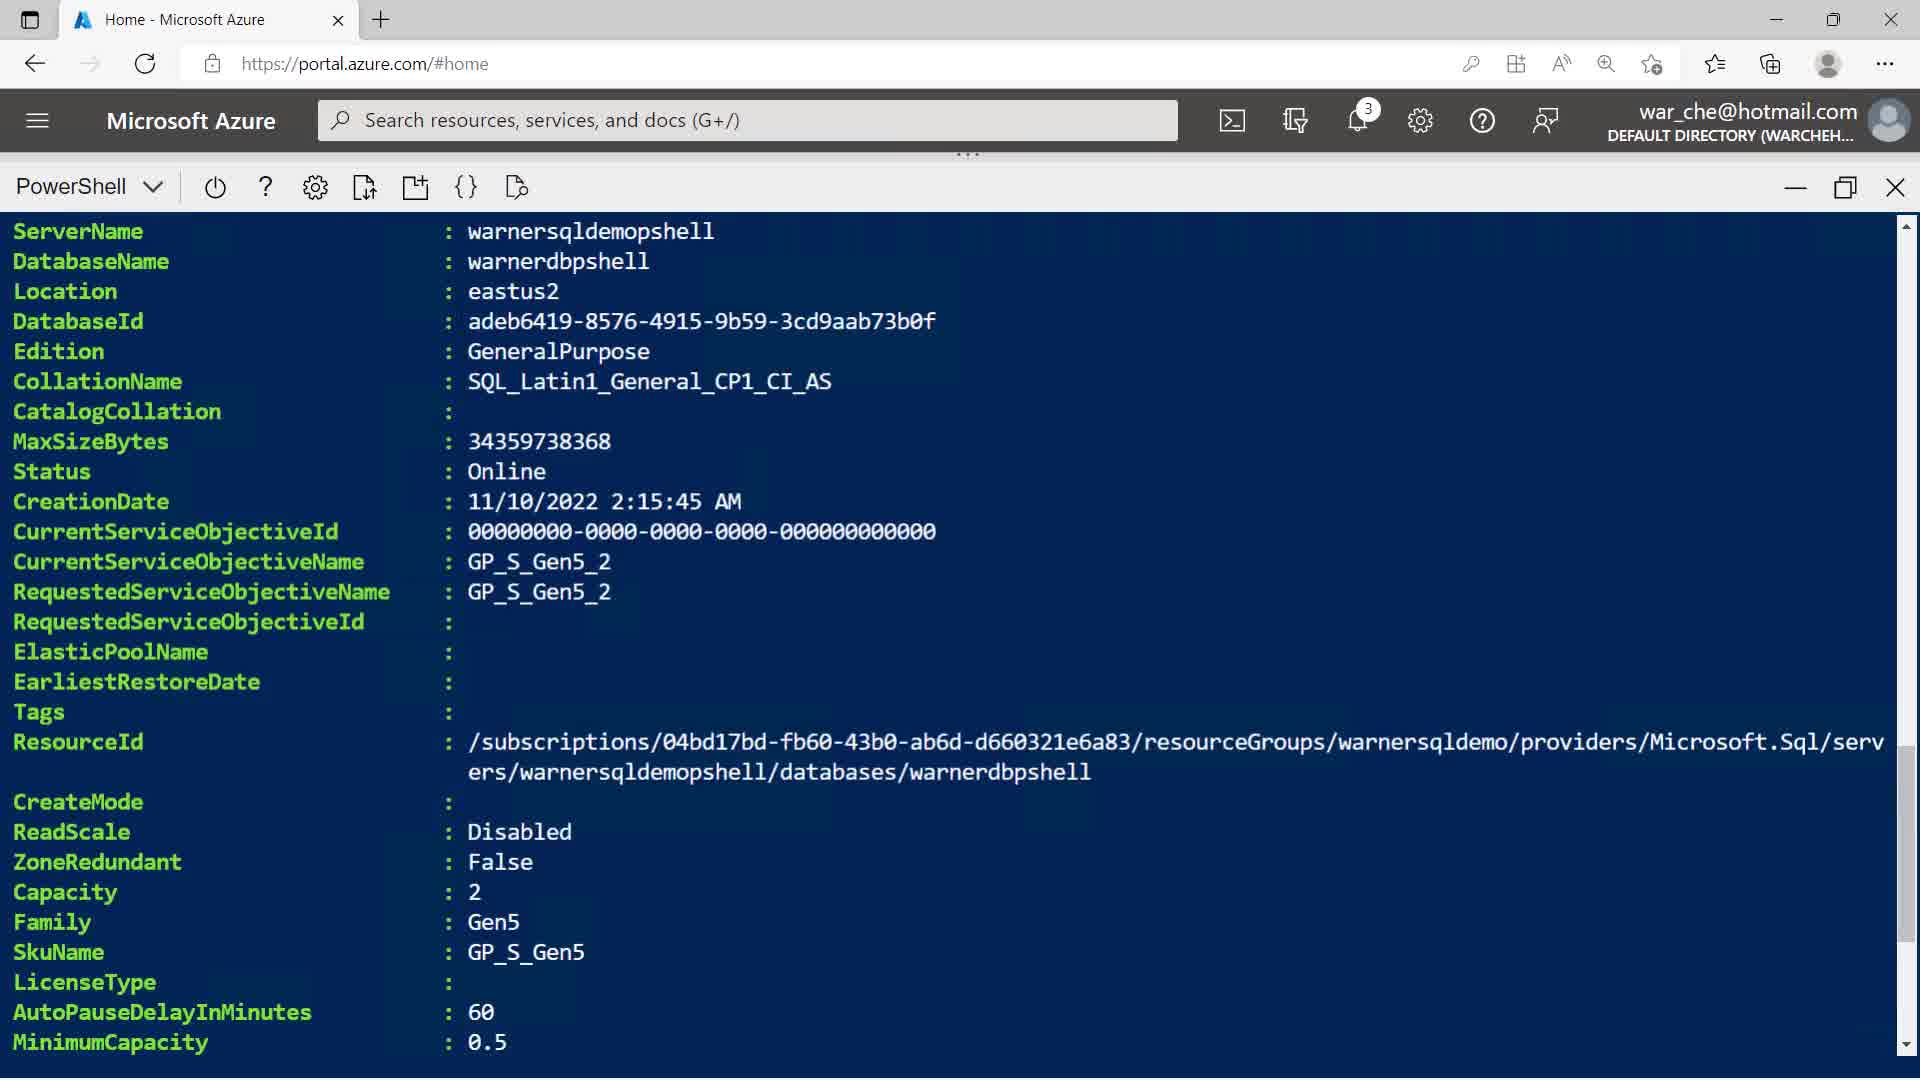 Home - Microsoft Azure
https://portal.azure.com/#home
Microsoft Azure
Search resources, services, and docs (G+/)
3
war_che@hotmail.com
DEFAULT DIRECTORY (WARCHEH...
PowerShell
ServerName : warnersqldemopshell
DatabaseName : warnerdbpshell
Location : eastus2
DatabaseId : adeb6419-8576-4915-9b59-3cd9aab73b0f
Edition : GeneralPurpose
CollationName : SQL_Latin1_General_CP1_CI_AS
CatalogCollation :
MaxSizeBytes : 34359738368
Status : Online
CreationDate : 11/10/2022 2:15:45 AM
CurrentServiceObjectiveId : 00000000-0000-0000-0000-000000000000
CurrentServiceObjectiveName : GP_S_Gen5_2
RequestedServiceObjectiveName : GP_S_Gen5_2
RequestedServiceObjectiveId :
ElasticPoolName :
EarliestRestoreDate :
Tags :
ResourceId : /subscriptions/04bd17bd-fb60-43b0-ab6d-d660321e6a83/resourceGroups/warnersqldemo/providers/Microsoft.Sql/serv
ers/warnersqldemopshell/databases/warnerdbpshell
CreateMode :
ReadScale : Disabled
ZoneRedundant : False
Capacity : 2
Family : Gen5
SkuName : GP_S_Gen5
LicenseType :
AutoPauseDelayInMinutes : 60
MinimumCapacity : 0.5